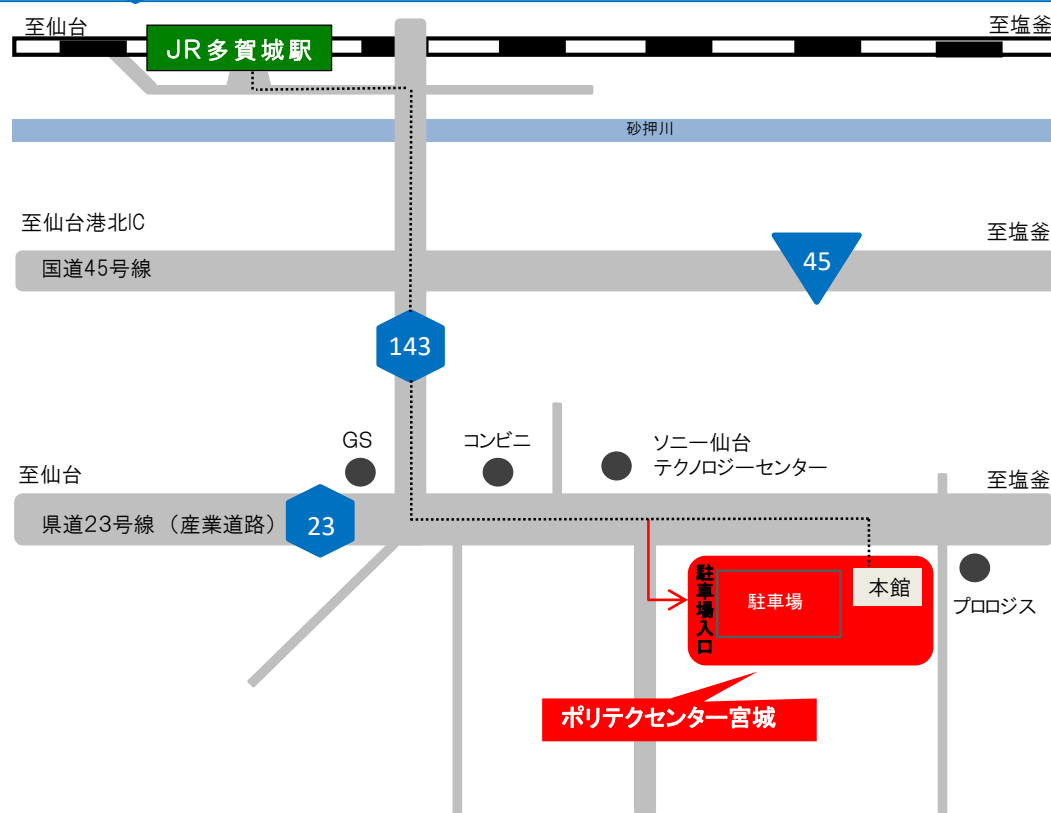 至仙台
至塩釜
JR多賀城駅
砂押川
至仙台港北IC
至塩釜
国道45号線
45
143
GS
コンビニ
ソニー仙台
テクノロジーセンター
至仙台
至塩釜
県道23号線（産業道路）
23
駐車場入口
駐車場
本館
プロロジス
ポリテクセンター宮城